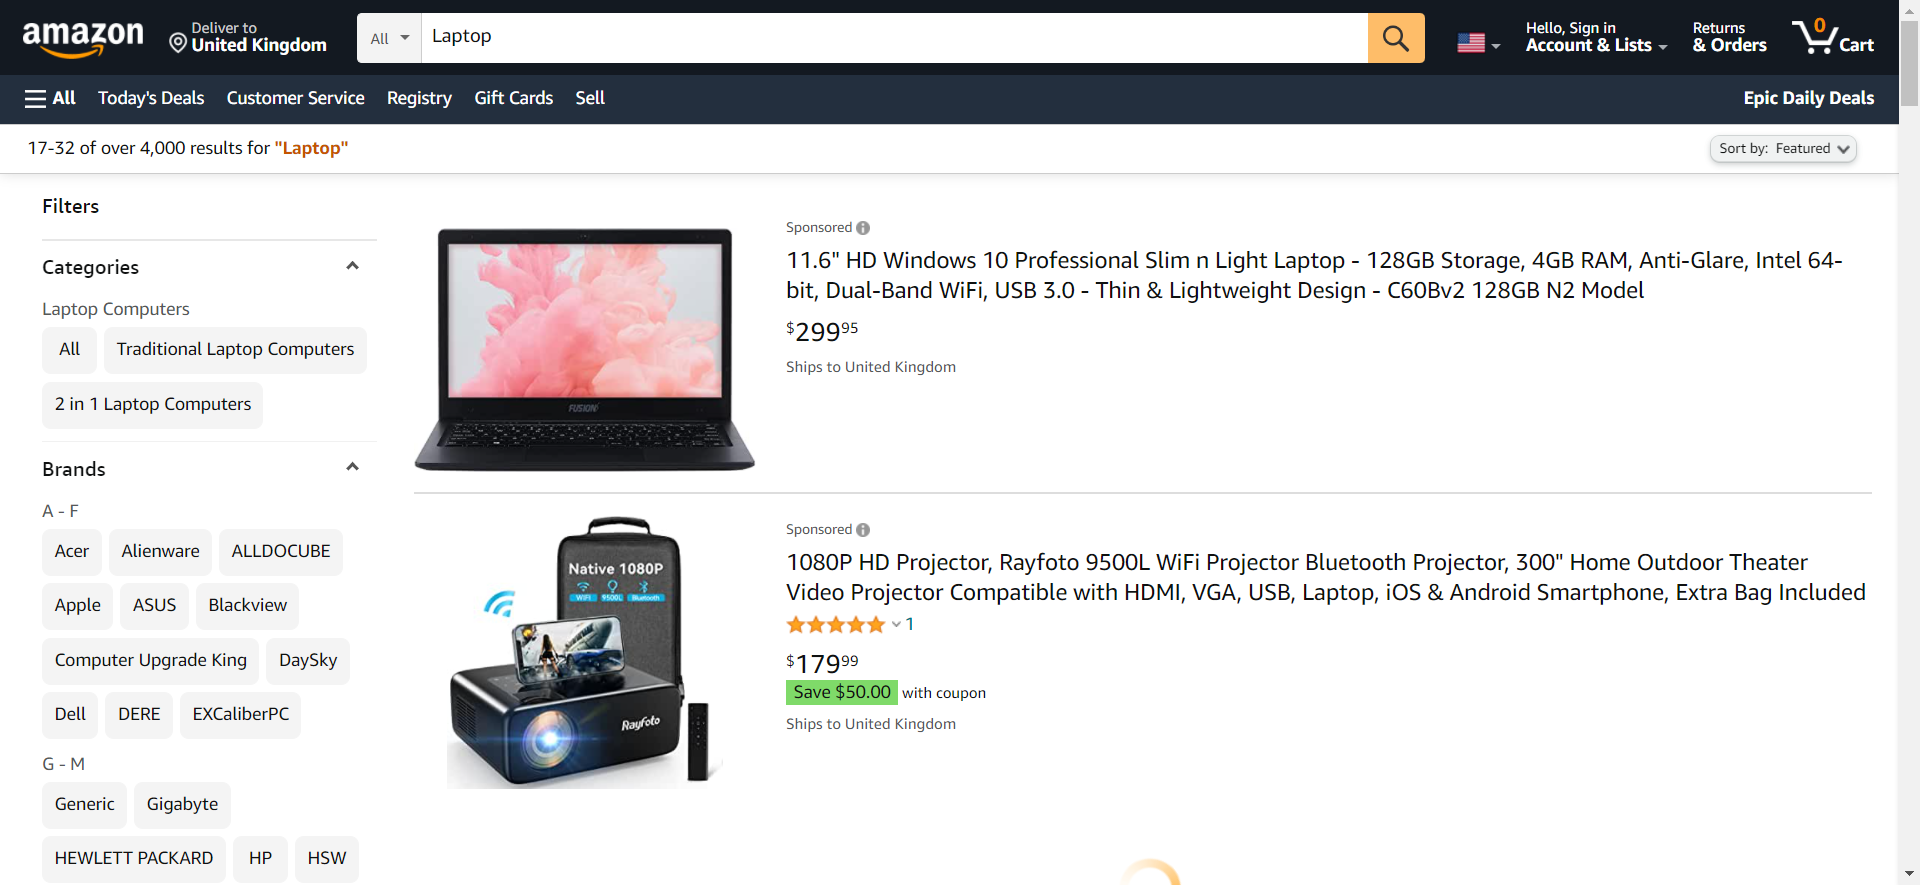 amazon
Deliver to
United Kingdom
All
Laptop
Hello, Sign in
Account & Lists
Returns
& Orders
0
Cart
All
Today's Deals
Customer Service
Registry
Gift Cards
Sell
Epic Daily Deals
17-32 of over 4,000 results for "Laptop"
Sort by: Featured
Filters
Categories
Laptop Computers
All
Traditional Laptop Computers
2 in 1 Laptop Computers
Brands
A - F
Acer
Alienware
ALLDOCUBE
Apple
ASUS
Blackview
Computer Upgrade King
DaySky
Dell
DERE
EXCaliberPC
G - M
Generic
Gigabyte
HEWLETT PACKARD
HP
HSW
FUSION5
Sponsored
11.6" HD Windows 10 Professional Slim n Light Laptop - 128GB Storage, 4GB RAM, Anti-Glare, Intel 64-
bit, Dual-Band WiFi, USB 3.0 - Thin & Lightweight Design - C60Bv2 128GB N2 Model
$29995
Ships to United Kingdom
Native 1080P
WiFi
9500L
Bluetooth
Rayfoto
Sponsored
1080P HD Projector, Rayfoto 9500L WiFi Projector Bluetooth Projector, 300" Home Outdoor Theater
Video Projector Compatible with HDMI, VGA, USB, Laptop, iOS & Android Smartphone, Extra Bag Included
1
$17999
Save $50.00 with coupon
Ships to United Kingdom